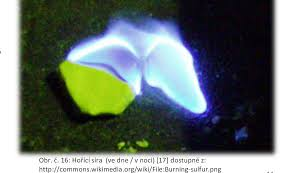 Obr. č. 16: Hořící síra (ve dne / v noci) [17] dostupné z:
http://commons.wikimedia.org/wiki/File:Burning-sulfur.png